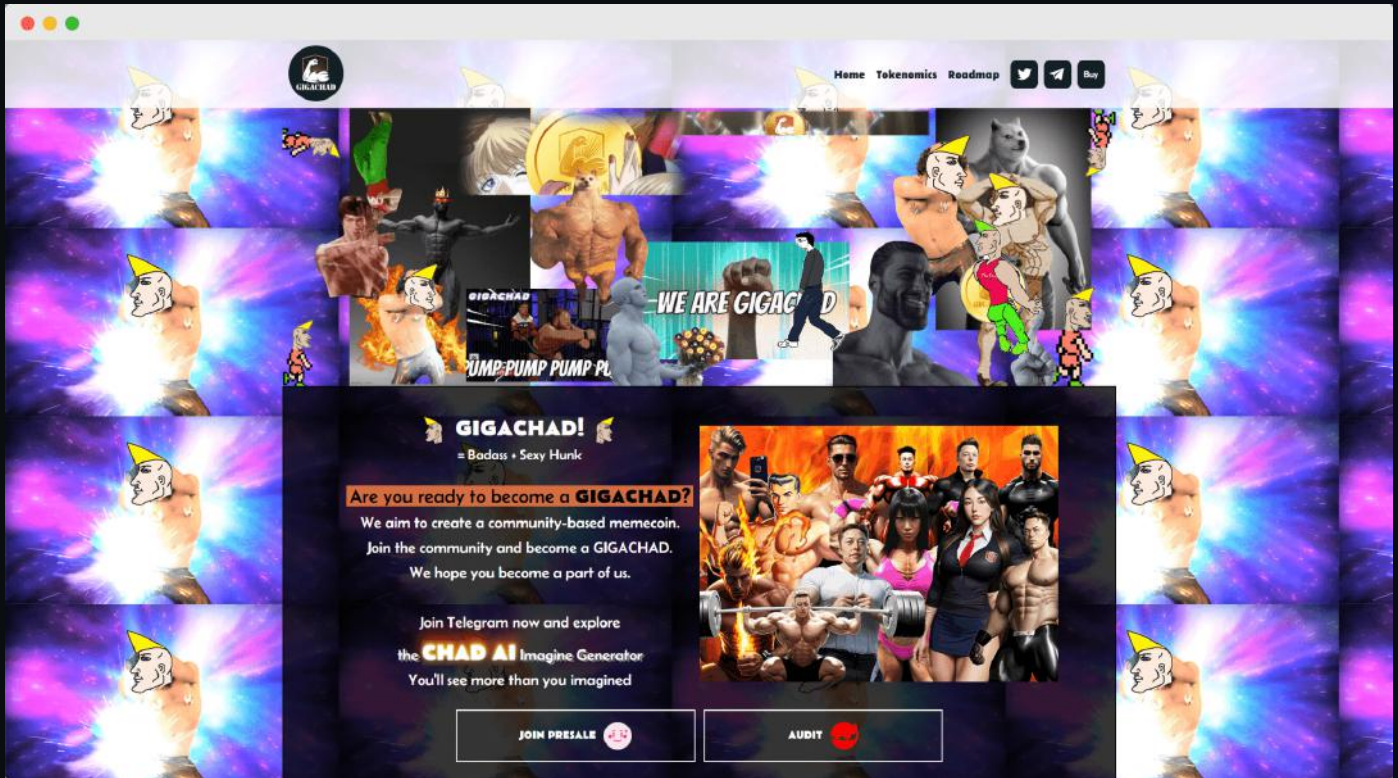 GIGACHAD
Home Tokenomics Roadmap Buy
WE ARE GIGAC D
GIGACHAD
PUMP PUMP PUMP PU
GIGACHAD!
= Badass + Sexy Hunk
Are you ready to become a GIGACHAD?
We aim to create a community-based memecoin.
Join the community and become a GIGACHAD.
We hope you become a part of us.
Join Telegram now and explore
the CHAD AI Imagine Generator
You'll see more than you imagined
JOIN PRESALE AUDIT